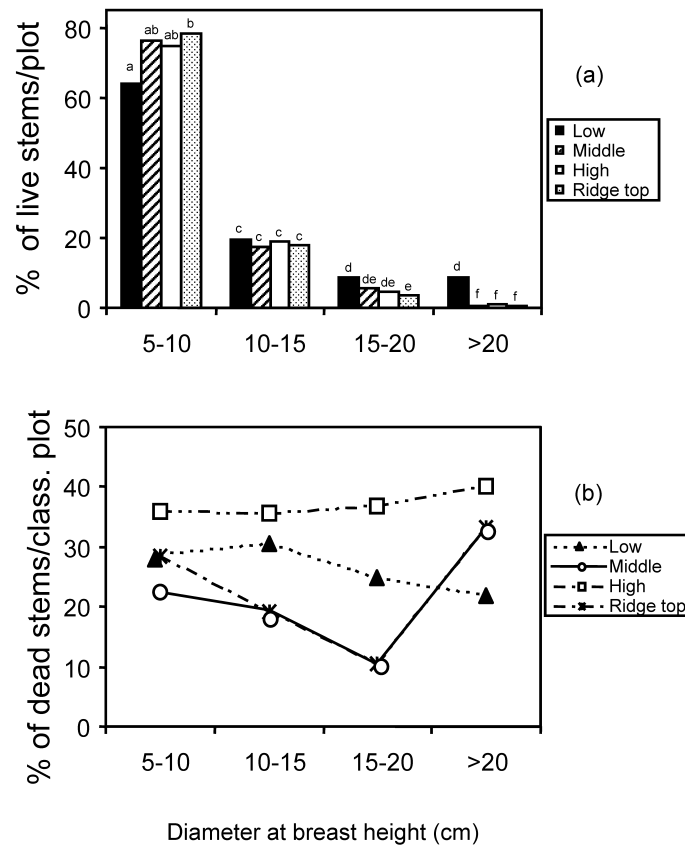 % of live stems/plot
80
60
40
20
0
a
ab
ab
b
c
c
c
c
d
de
de
e
d
f
f
f
5-10
10-15
15-20
>20
(a)
Low
Middle
High
Ridge top
% of dead stems/class. plot
50
40
30
20
10
0
5-10
10-15
15-20
>20
(b)
Low
Middle
High
Ridge top
Diameter at breast height (cm)